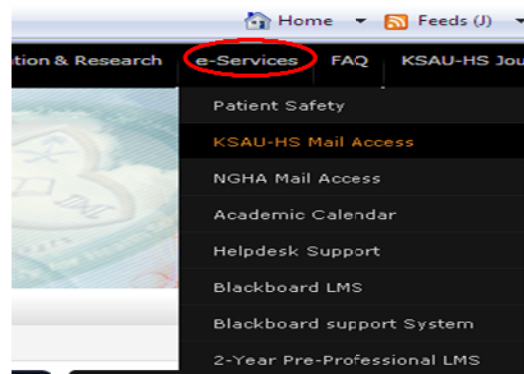 Home Feeds (J)
tion & Research e-Services FAQ KSAU-HS Jou
Patient Safety
KSAU-HS Mail Access
NGHA Mail Access
Academic Calendar
Helpdesk Support
Blackboard LMS
Blackboard support System
2-Year Pre-Professional LMS